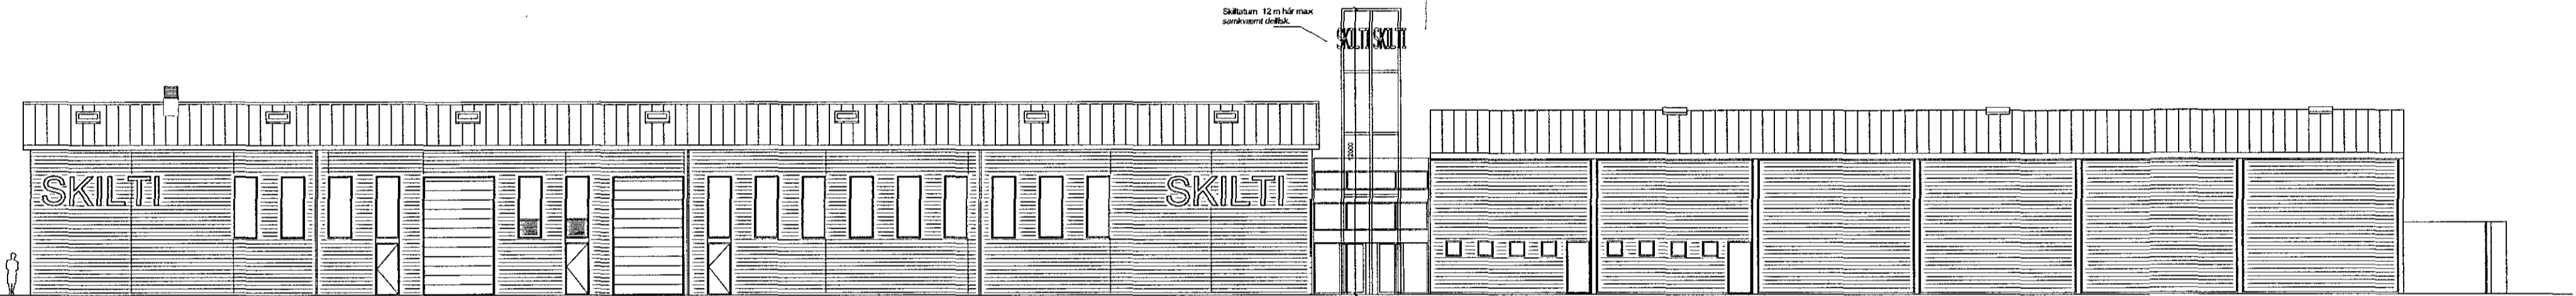 Skiltaturn 12 m hár max
samkvæmt deilisk.
SKILTI SKILTI
12000
SKILTI
SKILTI